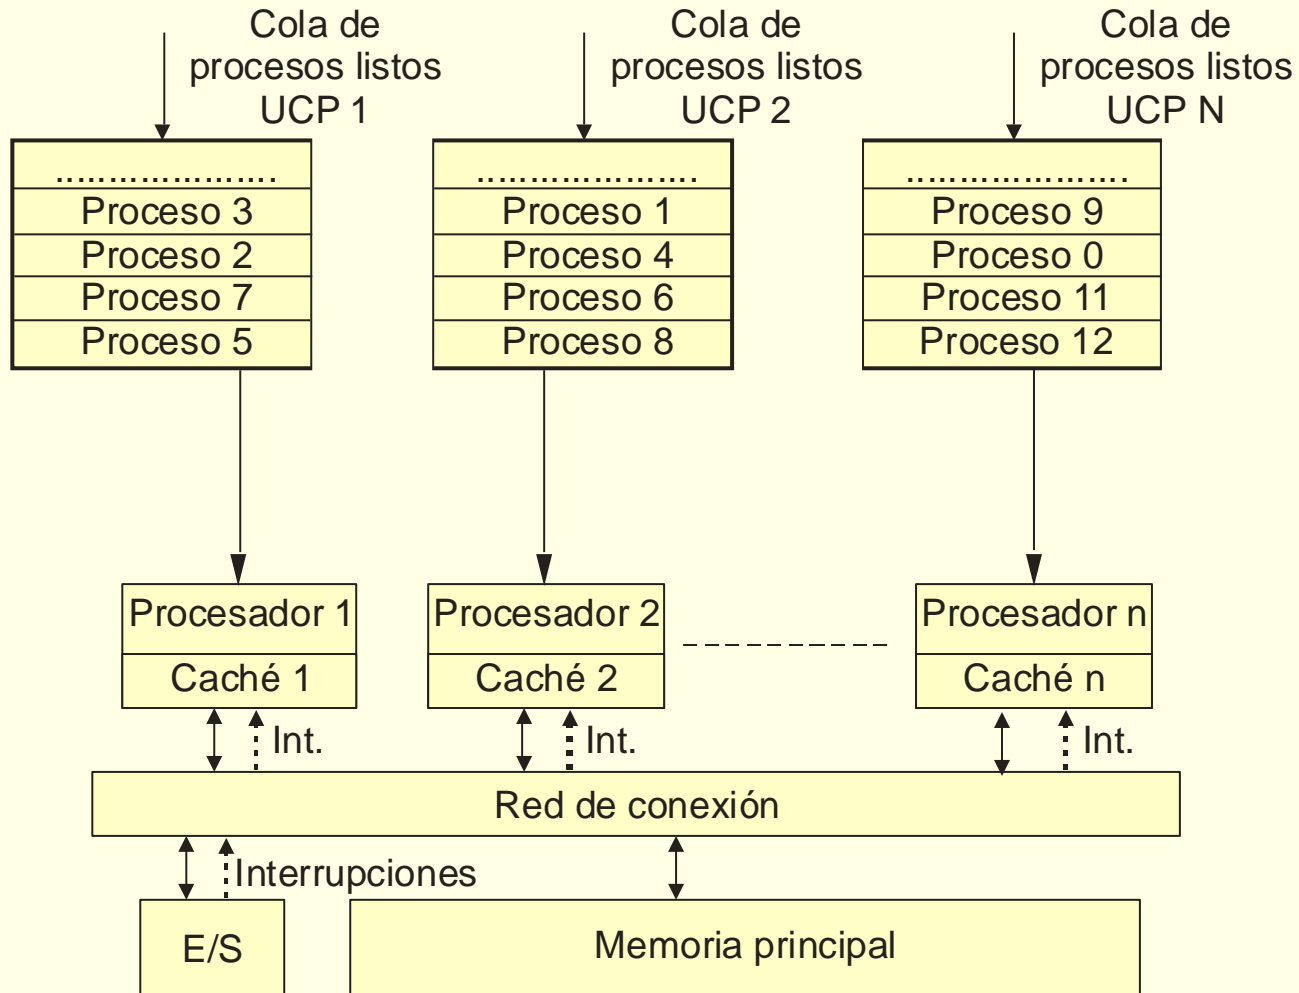 Cola de
procesos listos
UCP 1
Cola de
procesos listos
UCP 2
Cola de
procesos listos
UCP N
.....................
Proceso 3
Proceso 2
Proceso 7
Proceso 5
.....................
Proceso 1
Proceso 4
Proceso 6
Proceso 8
.....................
Proceso 9
Proceso 0
Proceso 11
Proceso 12
Procesador 1
Caché 1
Procesador 2
Caché 2
Procesador n
Caché n
Int.
Int.
Int.
Red de conexión
Interrupciones
E/S
Memoria principal